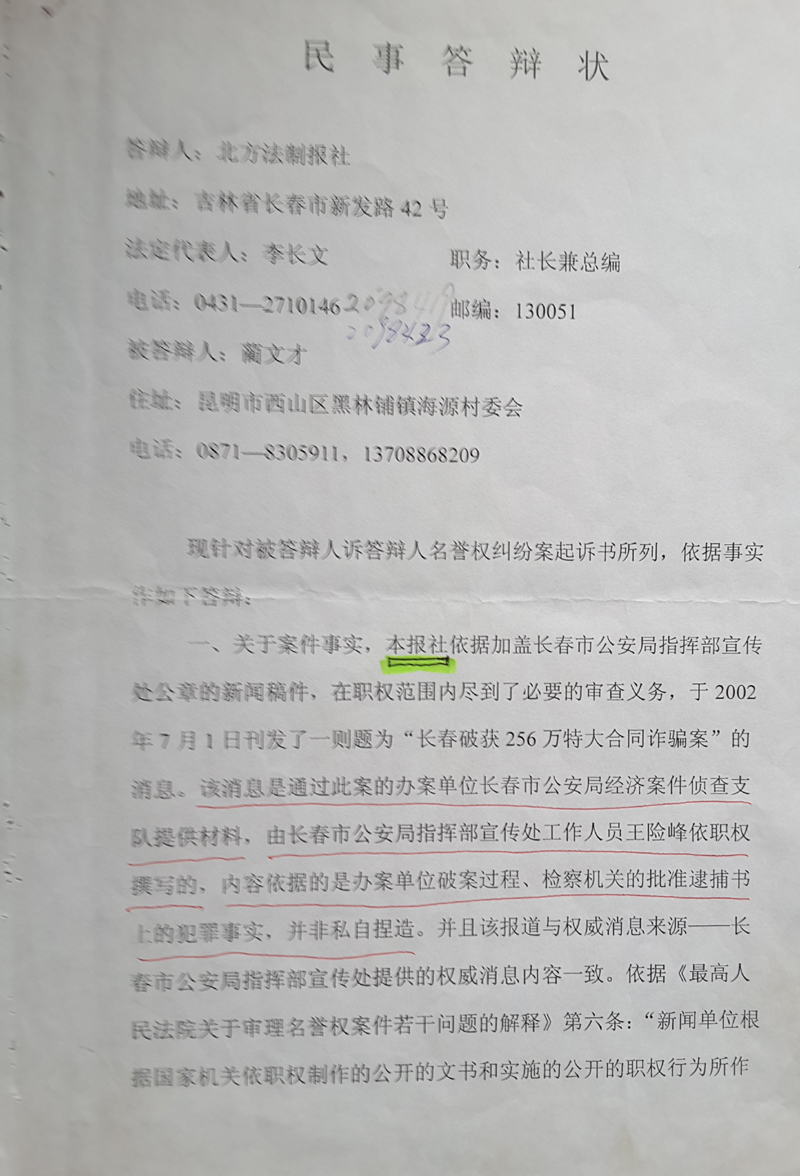 民事答辩状
答辩人：北方法制报社
地址：吉林省长春市新发路 42 号
法定代表人：李长文 职务：社长兼总编
电话：0431—2710146 2098419 邮编：130051
2098423
被答辩人：蔺文才
住址：昆明市西山区黑林铺镇海源村委会
电话：0871—8305911，13708868209
现针对被答辩人诉答辩人名誉权纠纷案起诉书所列，依据事实
作如下答辩：
一、关于案件事实，本报社依据加盖长春市公安局指挥部宣传
处公章的新闻稿件，在职权范围内尽到了必要的审查义务，于 2002
年 7 月 1 日刊发了一则题为“长春破获 256 万特大合同诈骗案”的
消息。该消息是通过此案的办案单位长春市公安局经济案件侦查支
队提供材料，由长春市公安局指挥部宣传处工作人员王险峰依职权
撰写的，内容依据的是办案单位破案过程、检察机关的批准逮捕书
上的犯罪事实，并非私自捏造。并且该报道与权威消息来源——长
春市公安局指挥部宣传处提供的权威消息内容一致。依据《最高人
民法院关于审理名誉权案件若干问题的解释》第六条：“新闻单位根
据国家机关依职权制作的公开的文书和实施的公开的职权行为所作